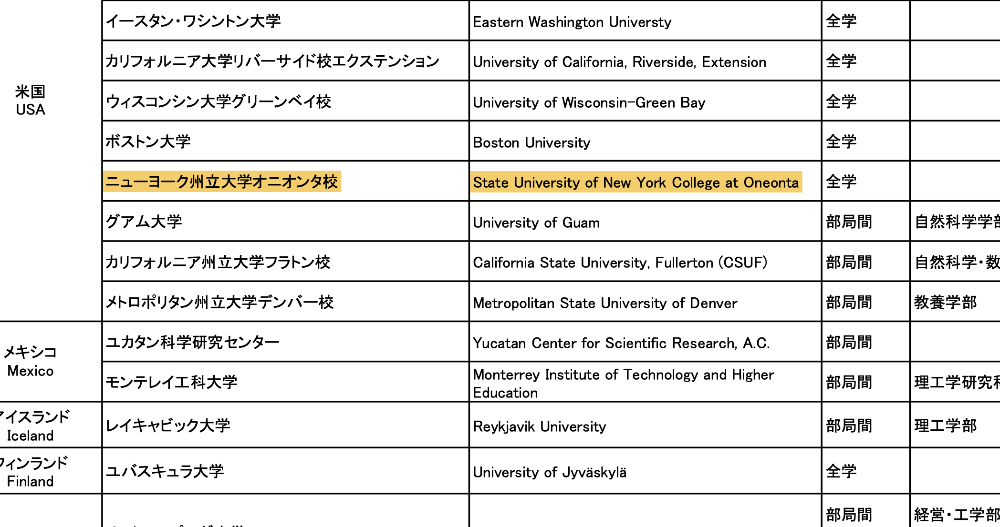 イースタン・ワシントン大学 Eastern Washington Universty 全学
カリフォルニア大学リバーサイド校エクステンション University of California, Riverside, Extension 全学
米国
USA
ウィスコンシン大学グリーンベイ校 University of Wisconsin-Green Bay 全学
ボストン大学 Boston University 全学
ニューヨーク州立大学オニオンタ校 State University of New York College at Oneonta 全学
グアム大学 University of Guam 部局間 自然科学学部
カリフォルニア州立大学フラトン校 California State University, Fullerton (CSUF) 部局間 自然科学・数
メトロポリタン州立大学デンバー校 Metropolitan State University of Denver 部局間 教養学部
メキシコ
Mexico
ユカタン科学研究センター Yucatan Center for Scientific Research, A.C. 部局間
モンテレイ工科大学 Monterrey Institute of Technology and Higher
Education 部局間 理工学研究科
アイスランド
Iceland
レイキャビック大学 Reykjavik University 部局間 理工学部
フィンランド
Finland
ユバスキュラ大学 University of Jyväskylä 全学
部局間 経営・工学部